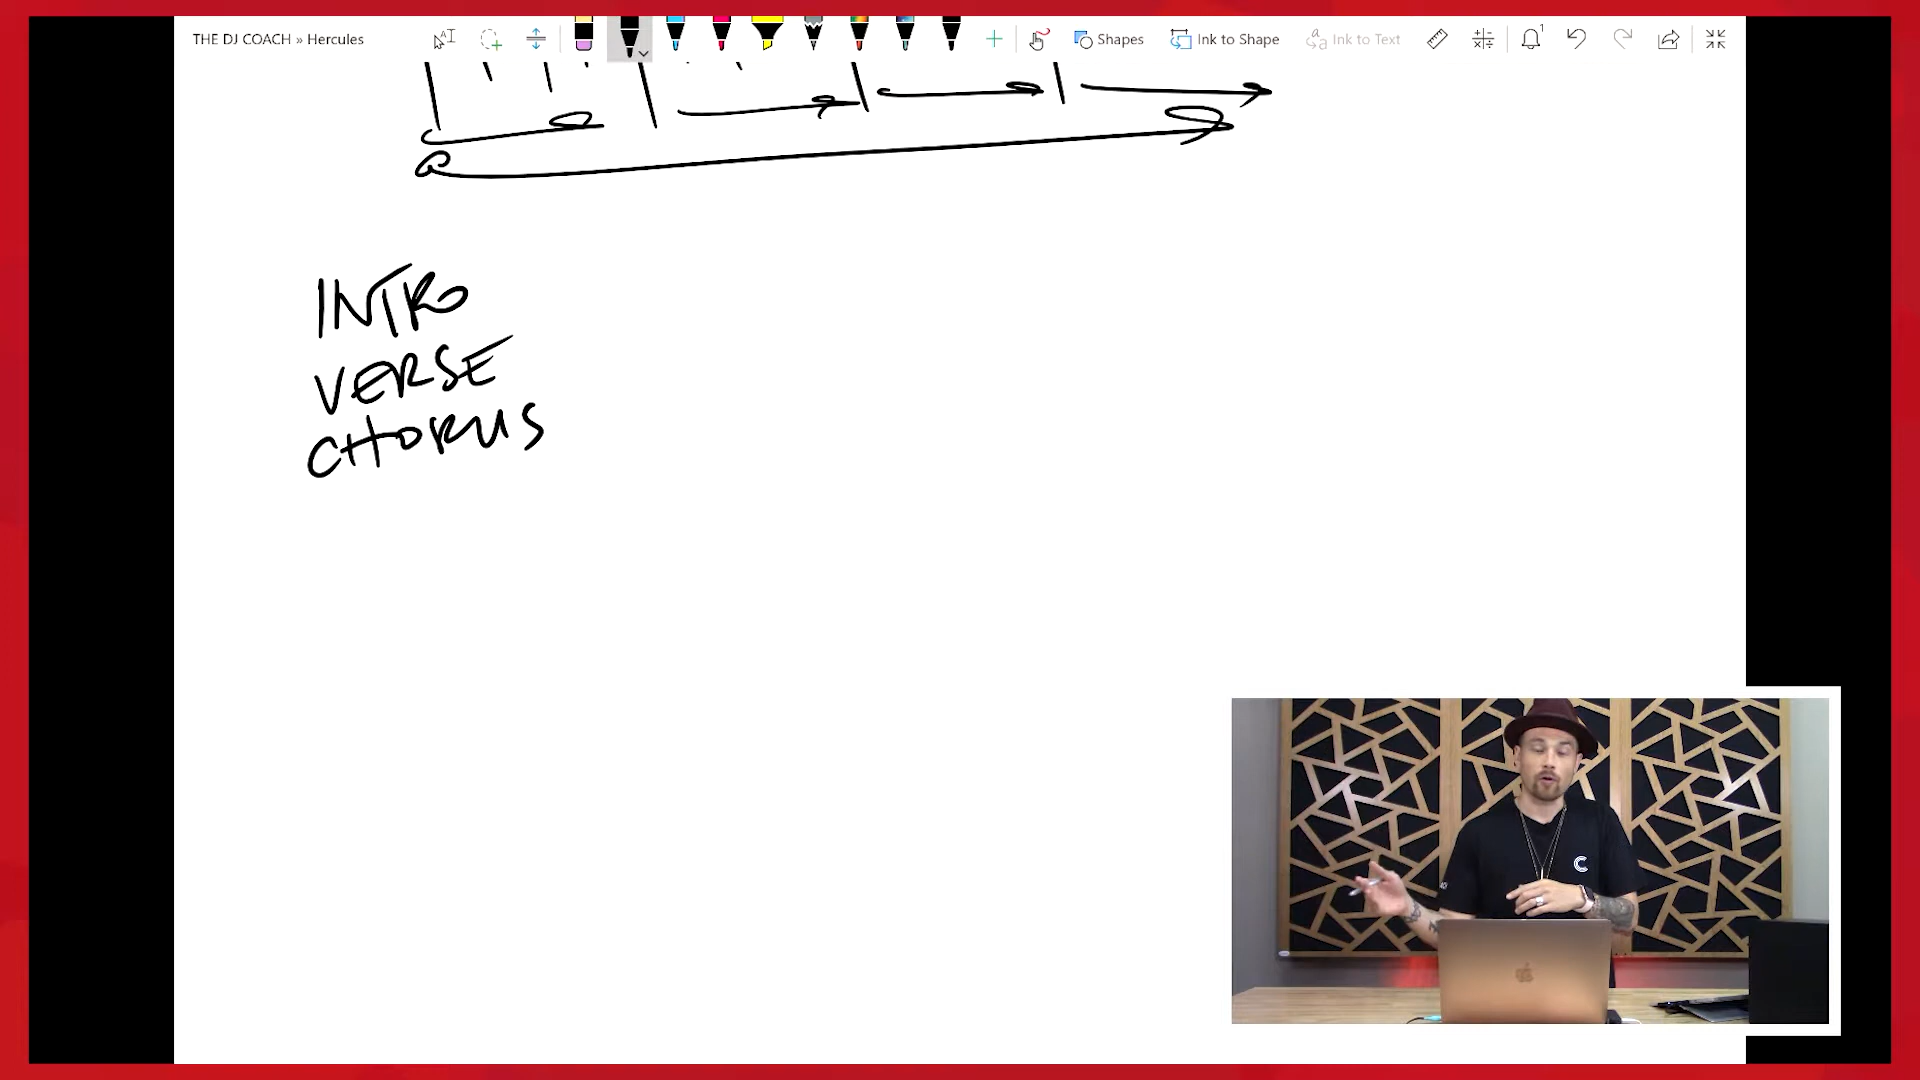 THE DJ COACH » Hercules Shapes Ink to Shape Ink to Text
INTRO
VERSE
CHORUS
C